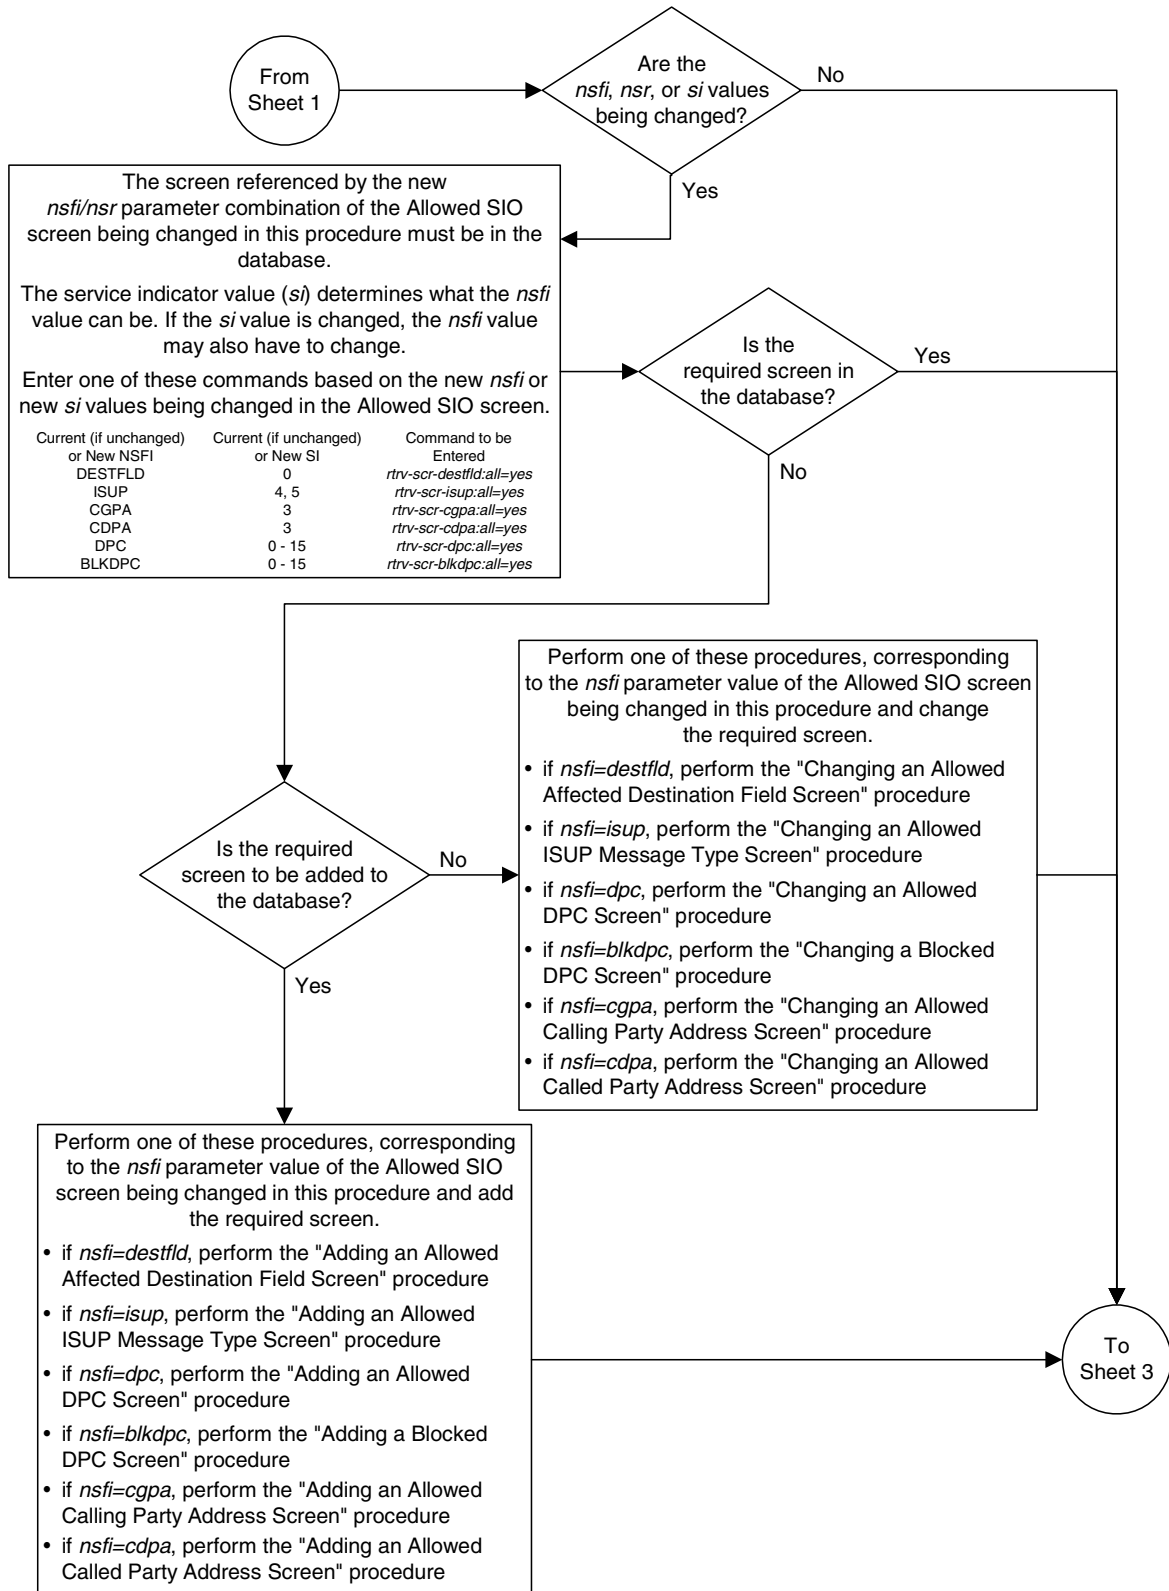 From
Sheet 1
Are the
nsfi, nsr, or si values
being changed?
No
Yes
The screen referenced by the new
nsfi/nsr parameter combination of the Allowed SIO
screen being changed in this procedure must be in the
database.
The service indicator value (si) determines what the nsfi
value can be. If the si value is changed, the nsfi value
may also have to change.
Enter one of these commands based on the new nsfi or
new si values being changed in the Allowed SIO screen.
Current (if unchanged) Current (if unchanged) Command to be
or New NSFI or New SI Entered
DESTFLD 0 rtrv-scr-destfld:all=yes
ISUP 4, 5 rtrv-scr-isup:all=yes
CGPA 3 rtrv-scr-cgpa:all=yes
CDPA 3 rtrv-scr-cdpa:all=yes
DPC 0 - 15 rtrv-scr-dpc:all=yes
BLKDPC 0 - 15 rtrv-scr-blkdpc:all=yes
Is the
required screen in
the database?
Yes
No
Is the required
screen to be added to
the database?
No
Yes
Perform one of these procedures, corresponding
to the nsfi parameter value of the Allowed SIO screen
being changed in this procedure and change
the required screen.
• if nsfi=destfld, perform the "Changing an Allowed
Affected Destination Field Screen" procedure
• if nsfi=isup, perform the "Changing an Allowed
ISUP Message Type Screen" procedure
• if nsfi=dpc, perform the "Changing an Allowed
DPC Screen" procedure
• if nsfi=blkdpc, perform the "Changing a Blocked
DPC Screen" procedure
• if nsfi=cgpa, perform the "Changing an Allowed
Calling Party Address Screen" procedure
• if nsfi=cdpa, perform the "Changing an Allowed
Called Party Address Screen" procedure
Perform one of these procedures, corresponding
to the nsfi parameter value of the Allowed SIO
screen being changed in this procedure and add
the required screen.
• if nsfi=destfld, perform the "Adding an Allowed
Affected Destination Field Screen" procedure
• if nsfi=isup, perform the "Adding an Allowed
ISUP Message Type Screen" procedure
• if nsfi=dpc, perform the "Adding an Allowed
DPC Screen" procedure
• if nsfi=blkdpc, perform the "Adding a Blocked
DPC Screen" procedure
• if nsfi=cgpa, perform the "Adding an Allowed
Calling Party Address Screen" procedure
• if nsfi=cdpa, perform the "Adding an Allowed
Called Party Address Screen" procedure
To
Sheet 3